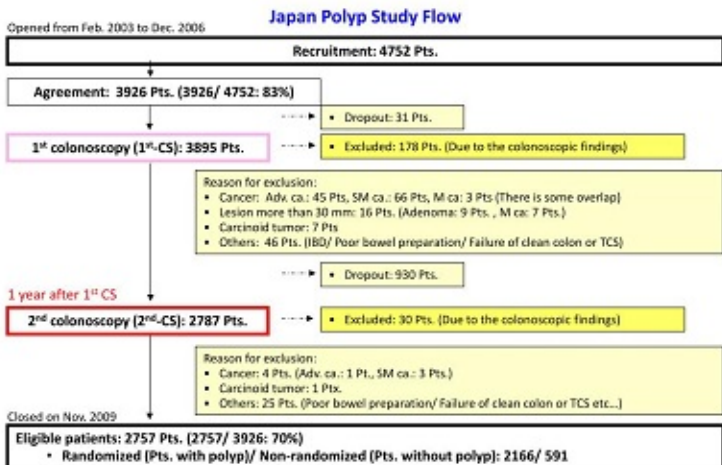 Japan Polyp Study Flow
Opened from Feb. 2003 to Dec. 2006
Recruitment: 4752 Pts.
Agreement: 3926 Pts. (3926/ 4752: 83%)
• Dropout: 31 Pts.
1st colonoscopy (1st-CS): 3895 Pts.
• Excluded: 178 Pts. (Due to the colonoscopic findings)
Reason for exclusion:
• Cancer: Adv. ca.: 45 Pts, SM ca.: 66 Pts, M ca: 3 Pts (There is some overlap)
• Lesion more than 30 mm: 16 Pts. (Adenoma: 9 Pts. , M ca: 7 Pts.)
• Carcinoid tumor: 7 Pts
• Others: 46 Pts. (IBD/ Poor bowel preparation/ Failure of clean colon or TCS)
• Dropout: 930 Pts.
1 year after 1st CS
2nd colonoscopy (2nd-CS): 2787 Pts.
• Excluded: 30 Pts. (Due to the colonoscopic findings)
Reason for exclusion:
• Cancer: 4 Pts. (Adv. ca.: 1 Pt., SM ca.: 3 Pts.)
• Carcinoid tumor: 1 Ptx.
• Others: 25 Pts. (Poor bowel preparation/ Failure of clean colon or TCS etc...)
Closed on Nov. 2009
Eligible patients: 2757 Pts. (2757/ 3926: 70%)
• Randomized (Pts. with polyp)/ Non-randomized (Pts. without polyp): 2166/ 591